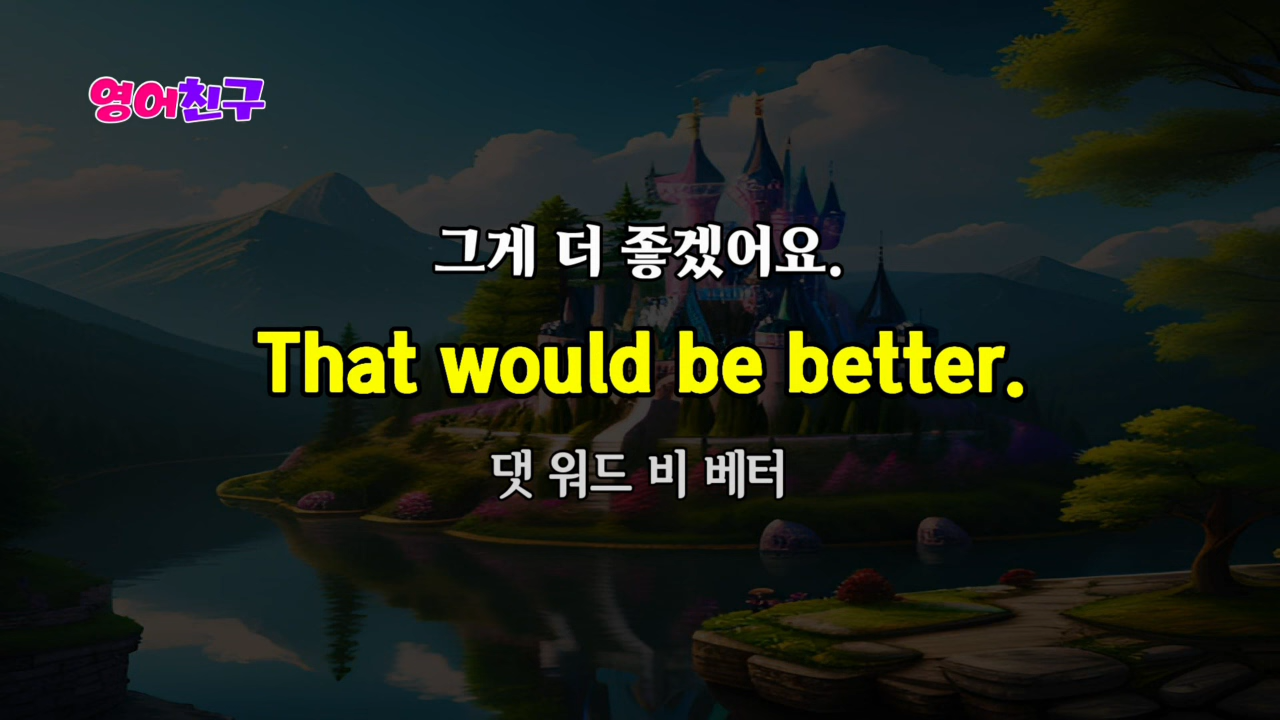 영어친구
그게 더 좋겠어요.
That would be better.
댓 워드 비 베터